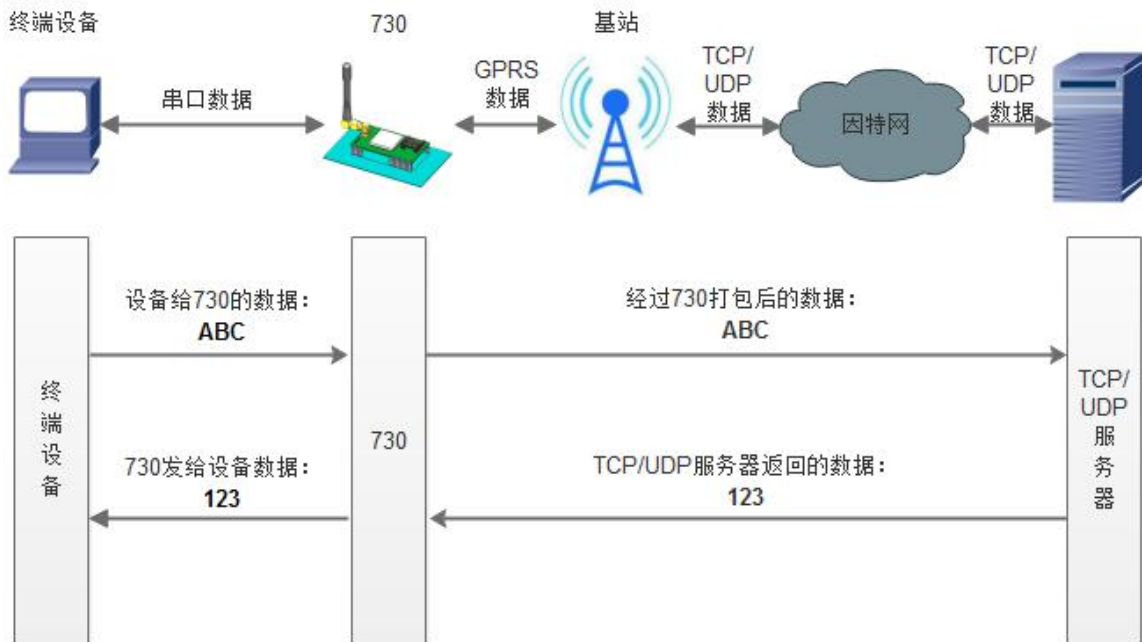 终端设备
730
基站
串口数据
GPRS
数据
TCP/
UDP
数据
因特网
TCP/
UDP
数据
设备给730的数据：
ABC
经过730打包后的数据：
ABC
终
端
设
备
730
TCP/
UDP
服
务
器
730发给设备数据：
123
TCP/UDP服务器返回的数据：
123